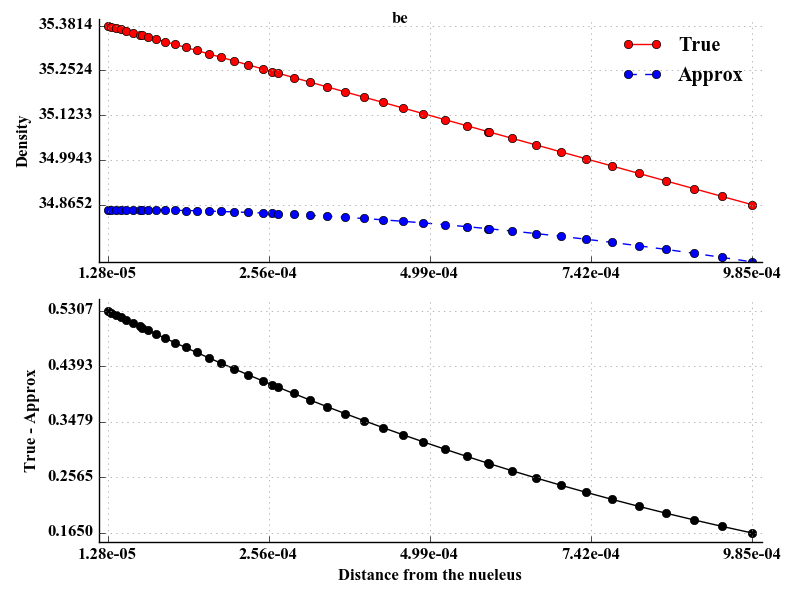 be
35.3814
35.2524
35.1233
34.9943
34.8652
Density
True
Approx
1.28e-05 2.56e-04 4.99e-04 7.42e-04 9.85e-04
0.5307
0.4393
0.3479
0.2565
0.1650
True - Approx
1.28e-05 2.56e-04 4.99e-04 7.42e-04 9.85e-04
Distance from the nueleus